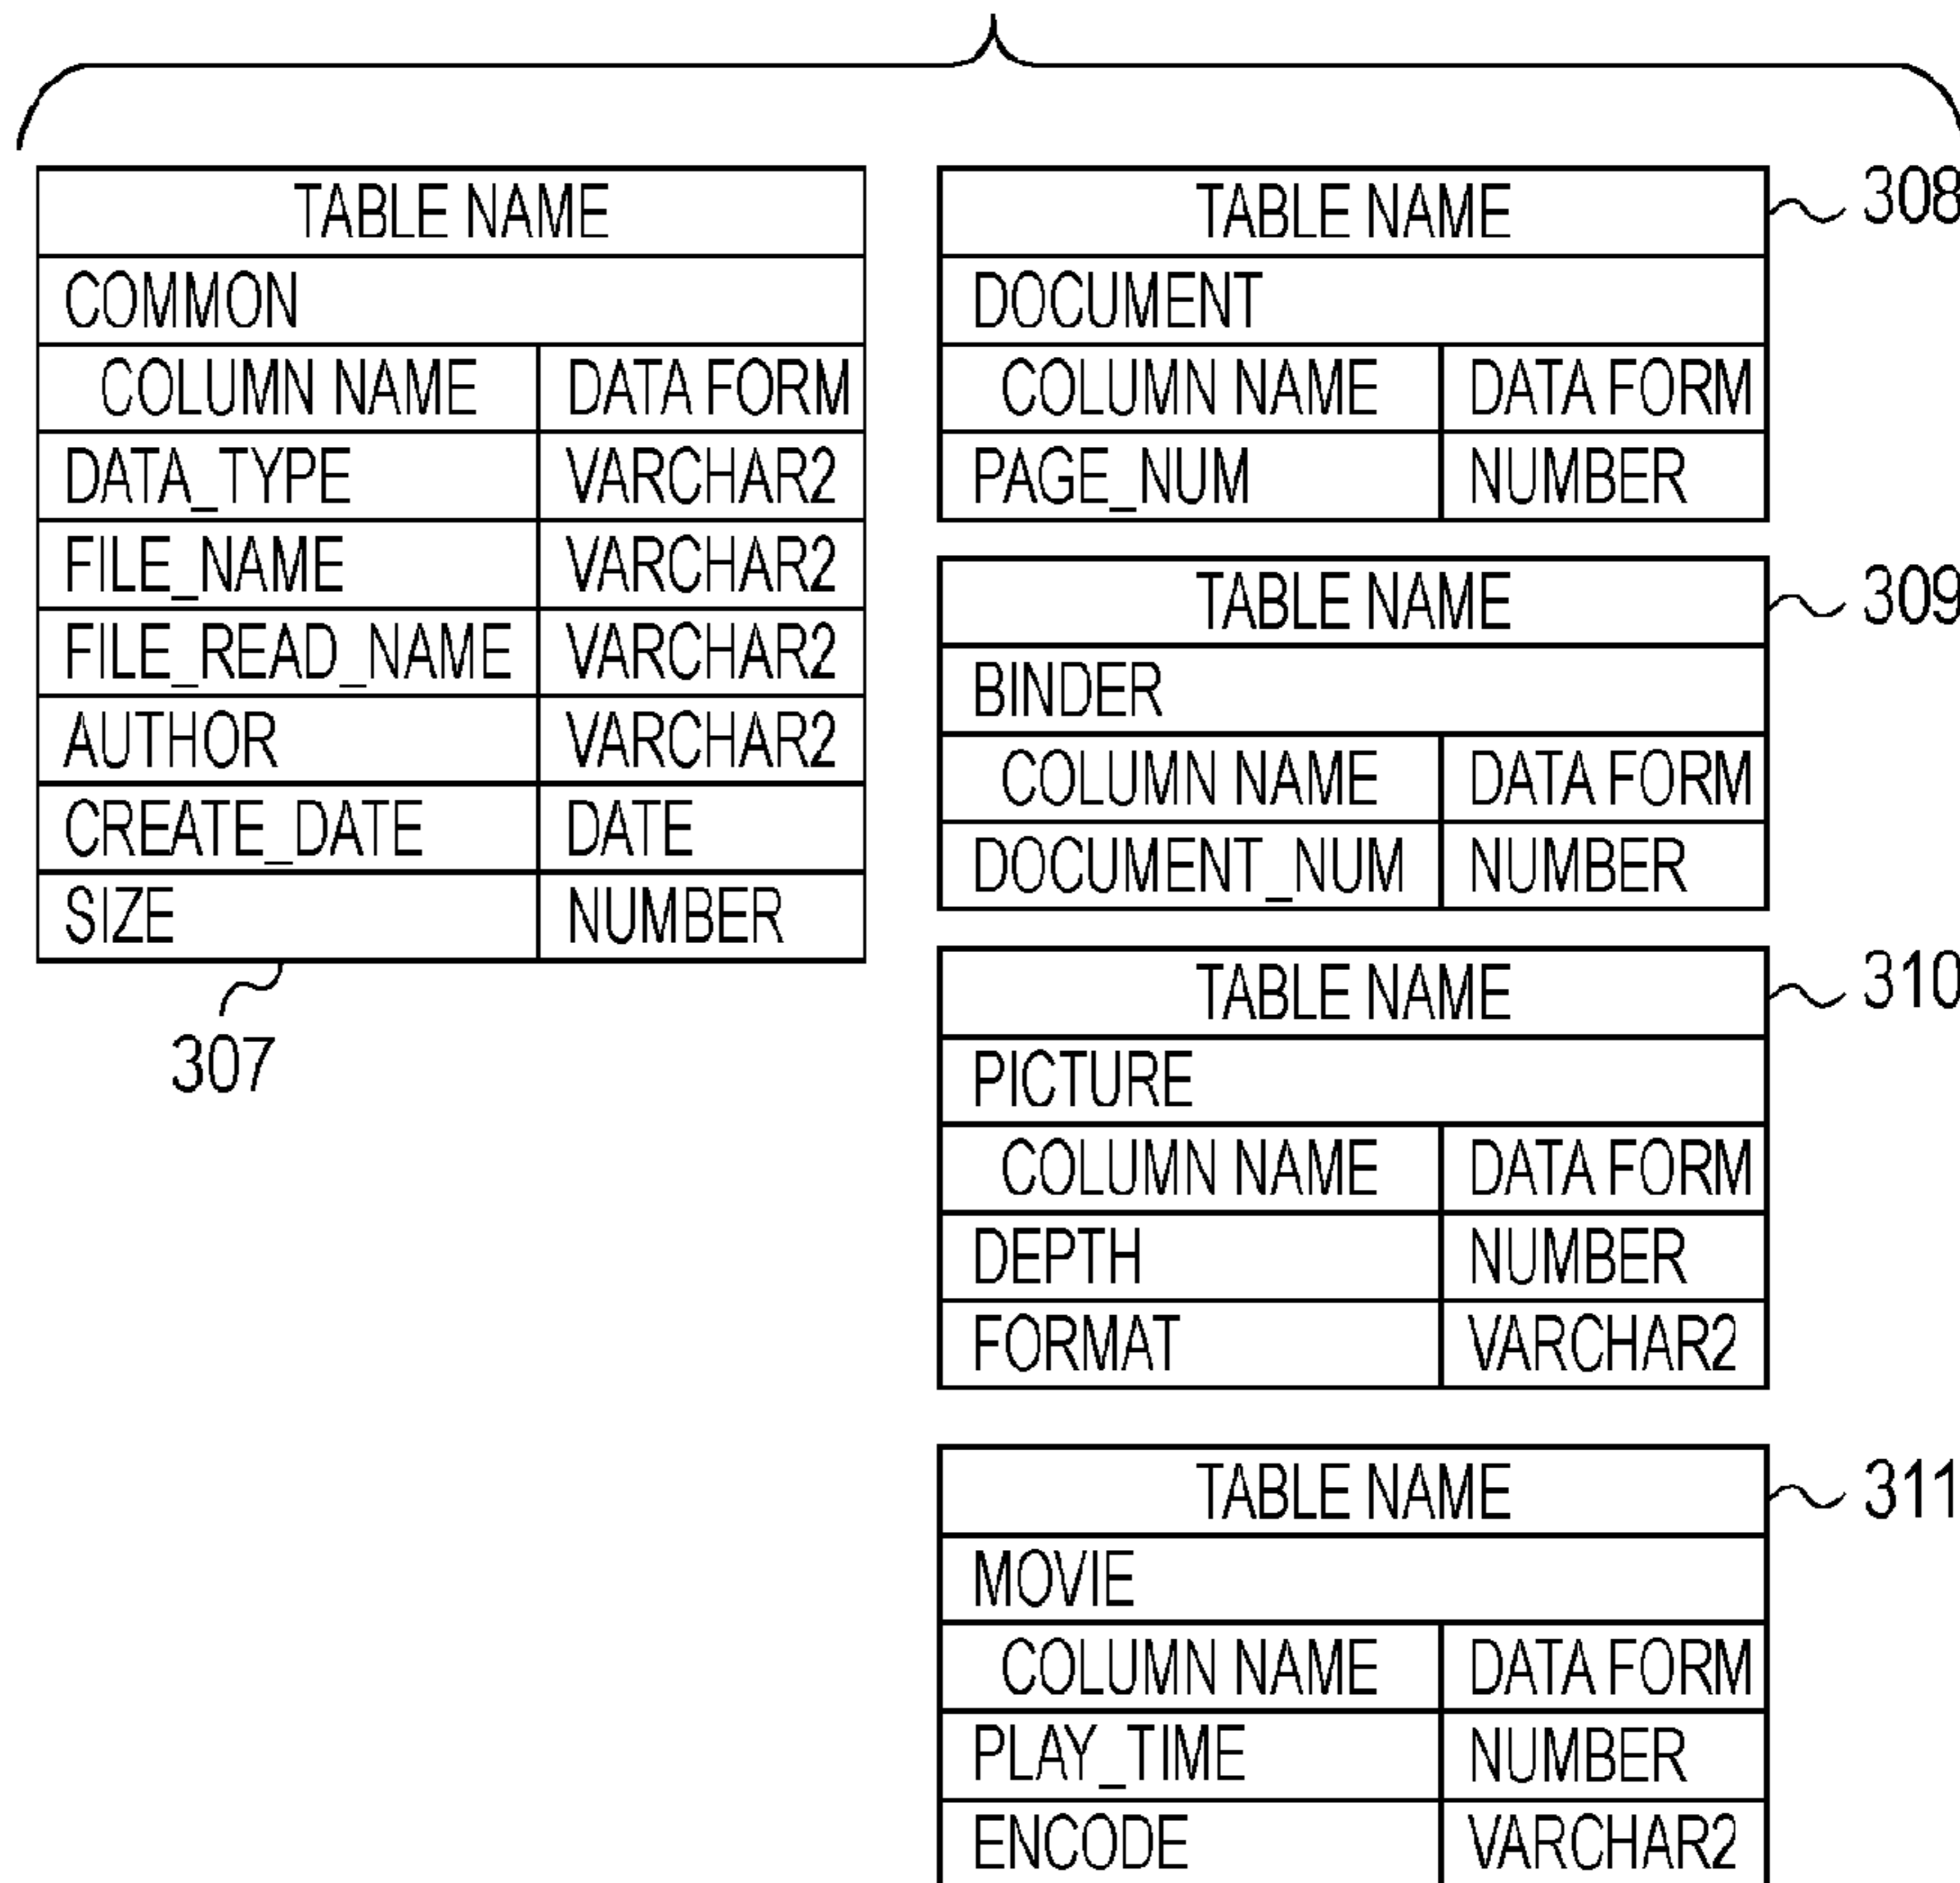 TABLE NAME
COMMON
COLUMN NAME DATA FORM
DATA_TYPE VARCHAR2
FILE_NAME VARCHAR2
FILE_READ_NAME VARCHAR2
AUTHOR VARCHAR2
CREATE_DATE DATE
SIZE NUMBER
307
TABLE NAME 308
DOCUMENT
COLUMN NAME DATA FORM
PAGE_NUM NUMBER
TABLE NAME 309
BINDER
COLUMN NAME DATA FORM
DOCUMENT_NUM NUMBER
TABLE NAME 310
PICTURE
COLUMN NAME DATA FORM
DEPTH NUMBER
FORMAT VARCHAR2
TABLE NAME 311
MOVIE
COLUMN NAME DATA FORM
PLAY_TIME NUMBER
ENCODE VARCHAR2